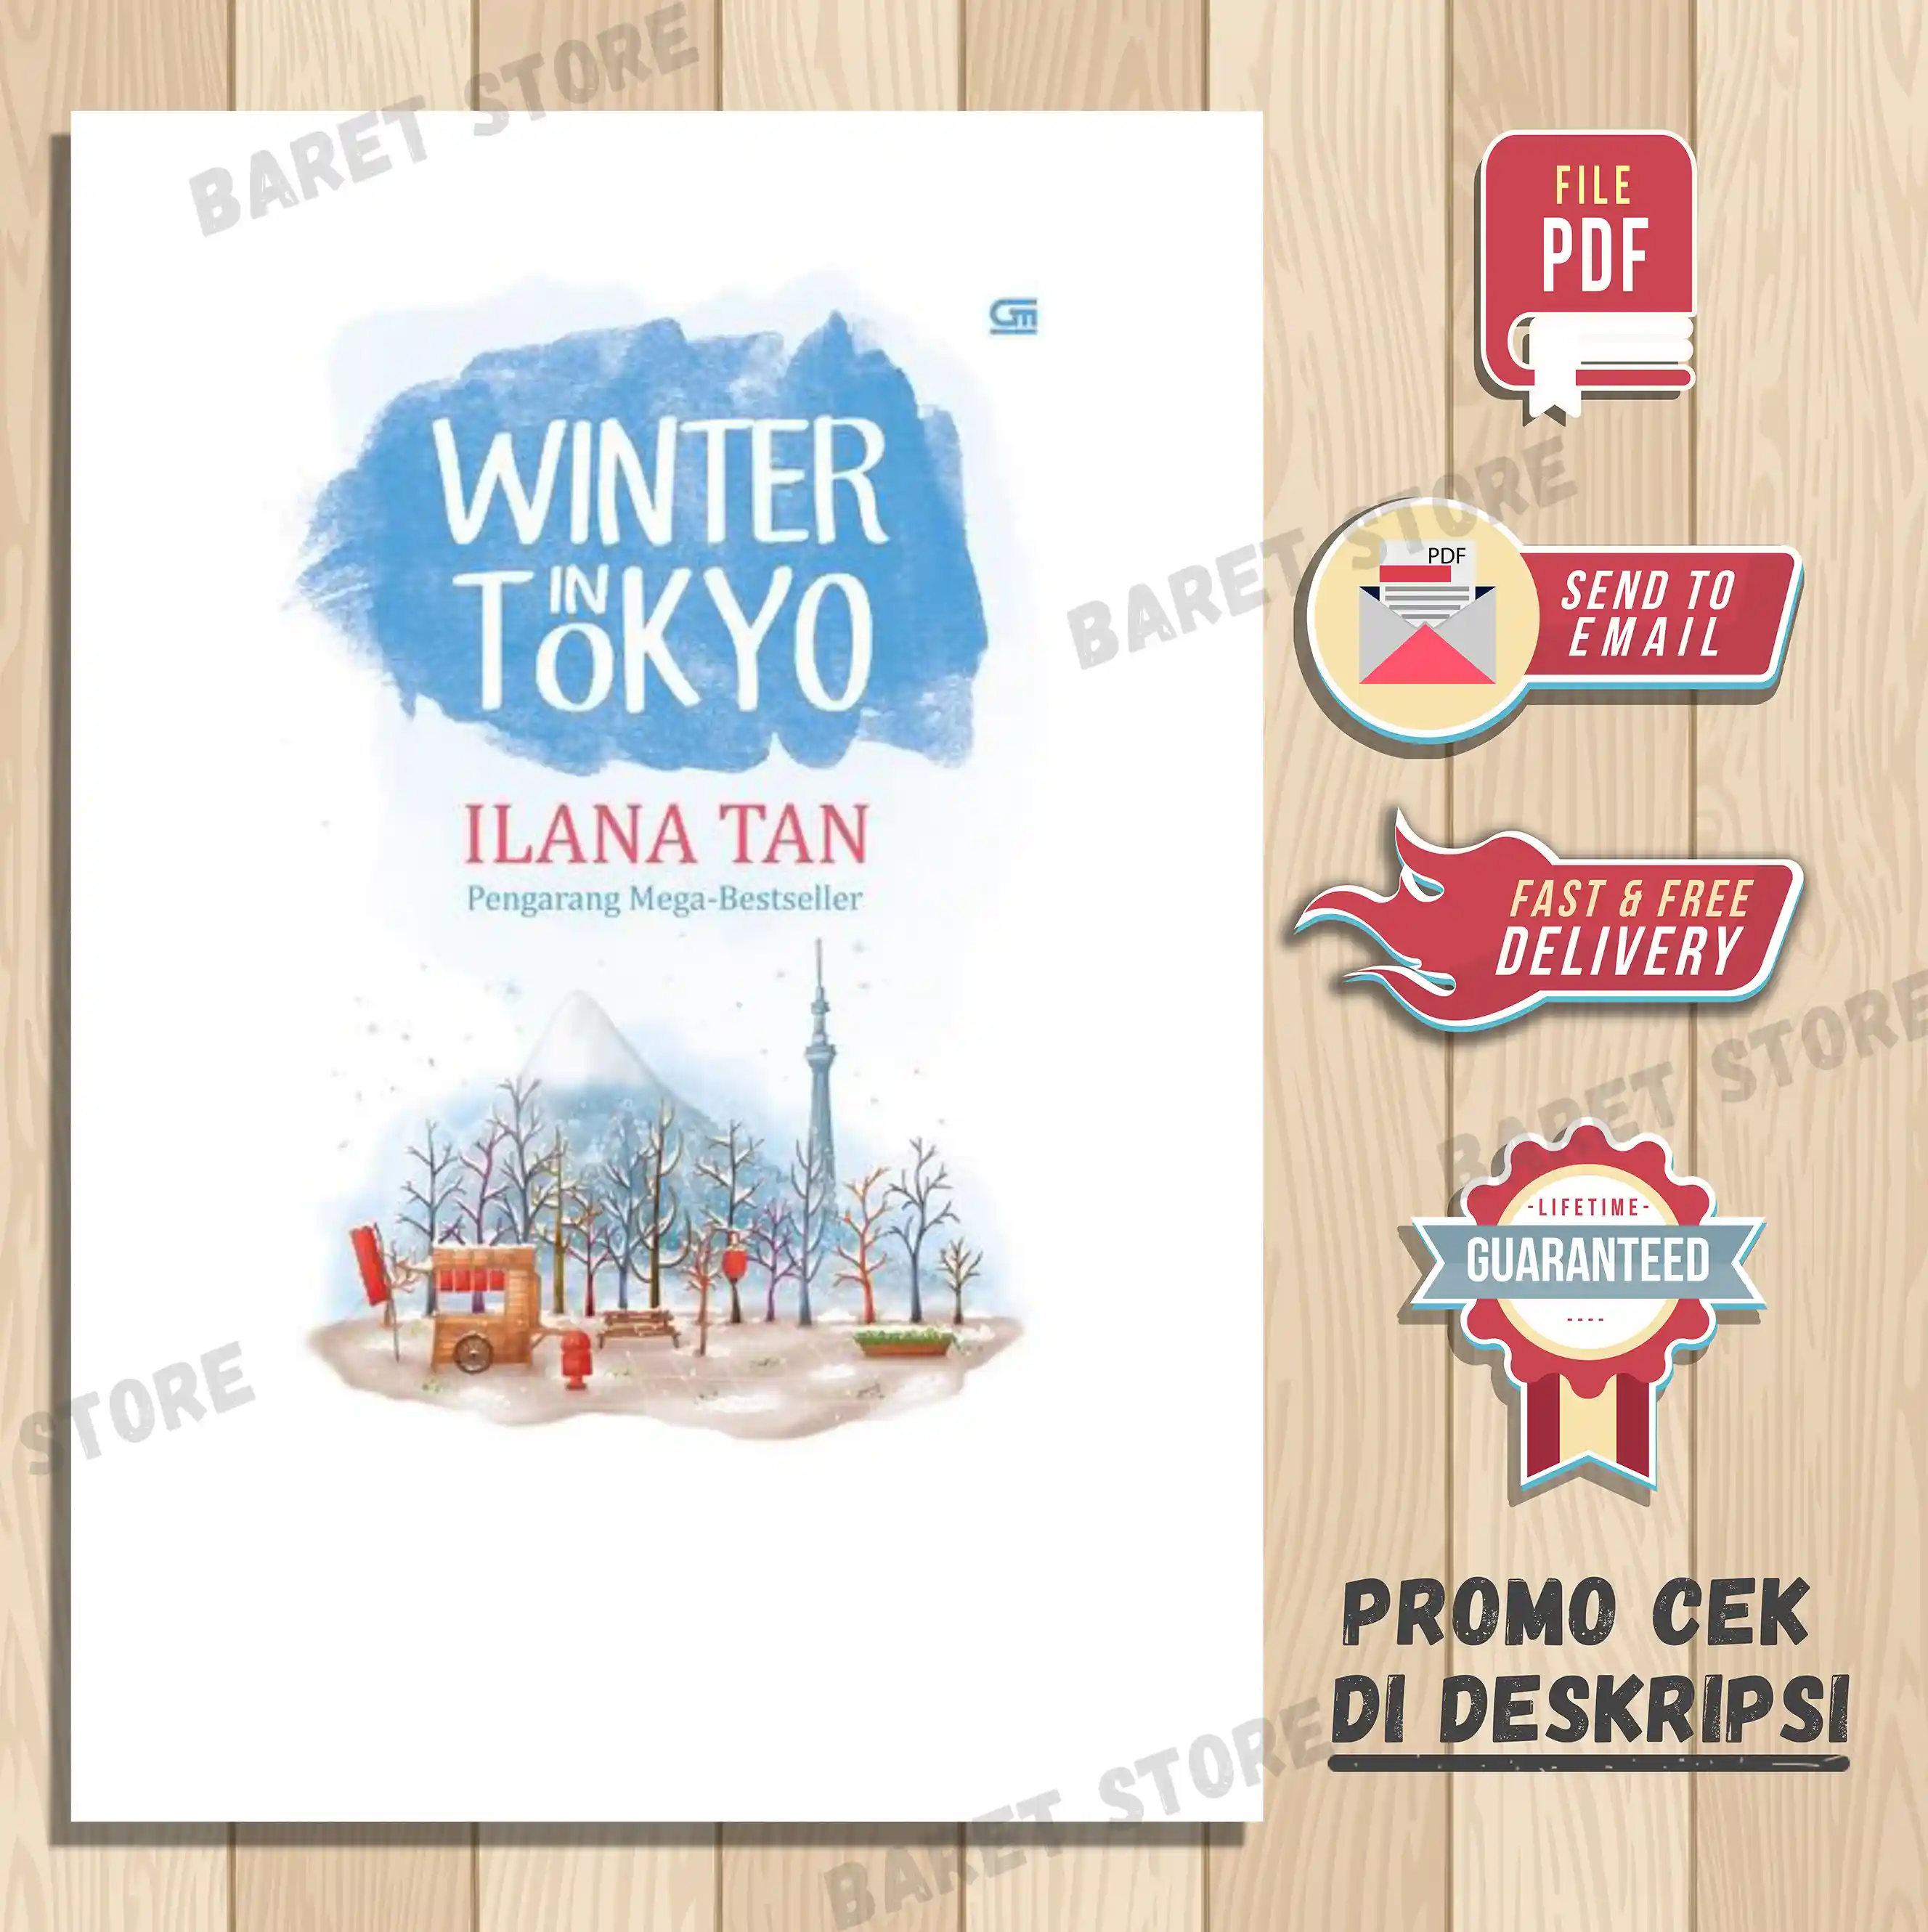 BARET STORE
GM
WINTER
IN
TOKYO
ILANA TAN
Pengarang Mega-Bestseller
FILE
PDF
BARET STORE
PDF
SEND TO
EMAIL
FAST & FREE
DELIVERY
BARET STORE
-LIFETIME-
GUARANTEED
----
STORE
PROMO CEK
DI DESKRIPSI
BARET STORE